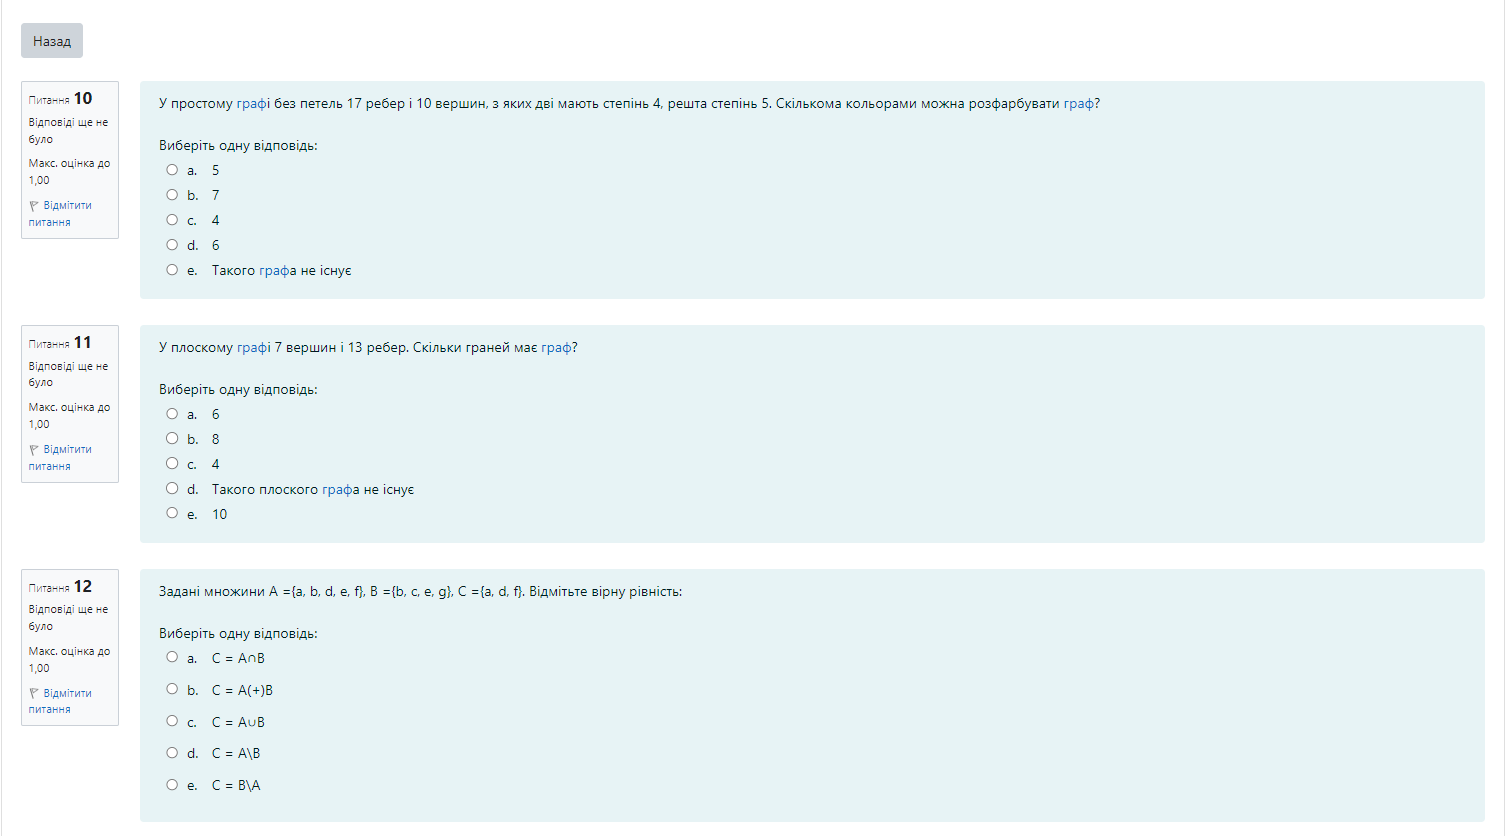 Назад
Питання 10
Відповіді ще не
було
Макс. оцінка до
1,00
Відмітити
питання
У простому графі без петель 17 ребер і 10 вершин, з яких дві мають степінь 4, решта степінь 5. Скількома кольорами можна розфарбувати граф?
Виберіть одну відповідь:
a. 5
b. 7
c. 4
d. 6
e. Такого графа не існує
Питання 11
Відповіді ще не
було
Макс. оцінка до
1,00
Відмітити
питання
У плоскому графі 7 вершин і 13 ребер. Скільки граней має граф?
Виберіть одну відповідь:
a. 6
b. 8
c. 4
d. Такого плоского графа не існує
e. 10
Питання 12
Відповіді ще не
було
Макс. оцінка до
1,00
Відмітити
питання
Задані множини A ={a, b, d, e, f}, B ={b, c, e, g}, C ={a, d, f}. Відмітьте вірну рівність:
Виберіть одну відповідь:
a. C = A∩B
b. C = A(+)B
c. C = A∪B
d. C = A\B
e. C = B\A